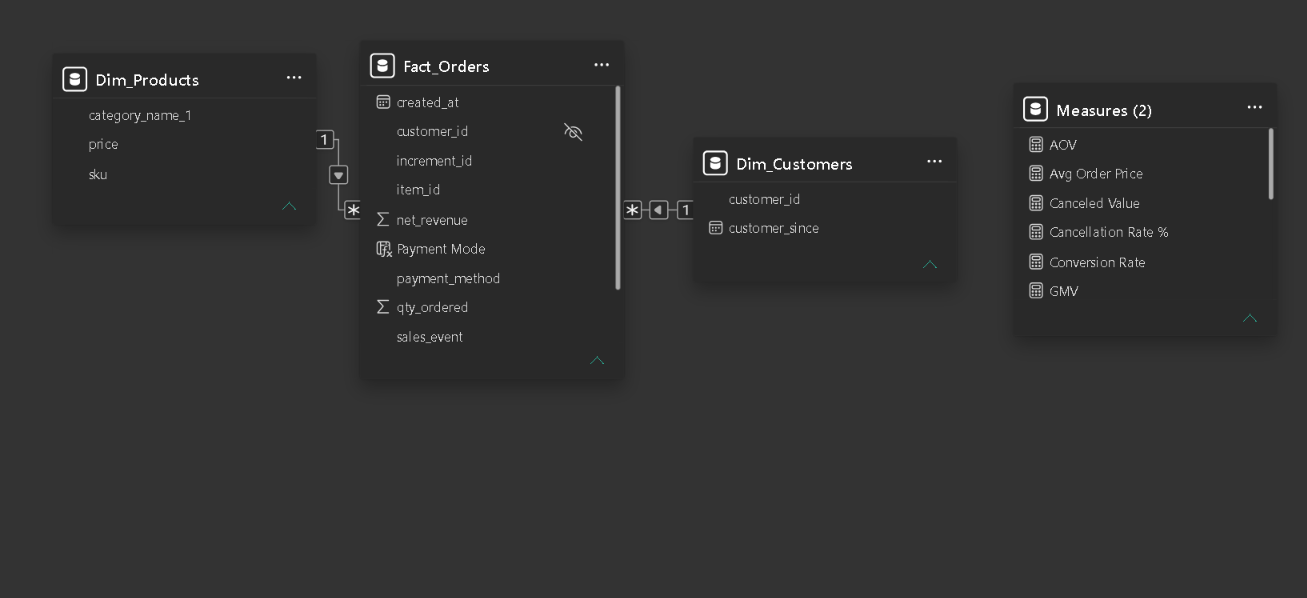 Dim_Products
category_name_1
price
sku
1
*
Fact_Orders
created_at
customer_id
increment_id
item_id
net_revenue
Payment Mode
payment_method
qty_ordered
sales_event
*
1
Dim_Customers
customer_id
customer_since
Measures (2)
AOV
Avg Order Price
Canceled Value
Cancellation Rate %
Conversion Rate
GMV